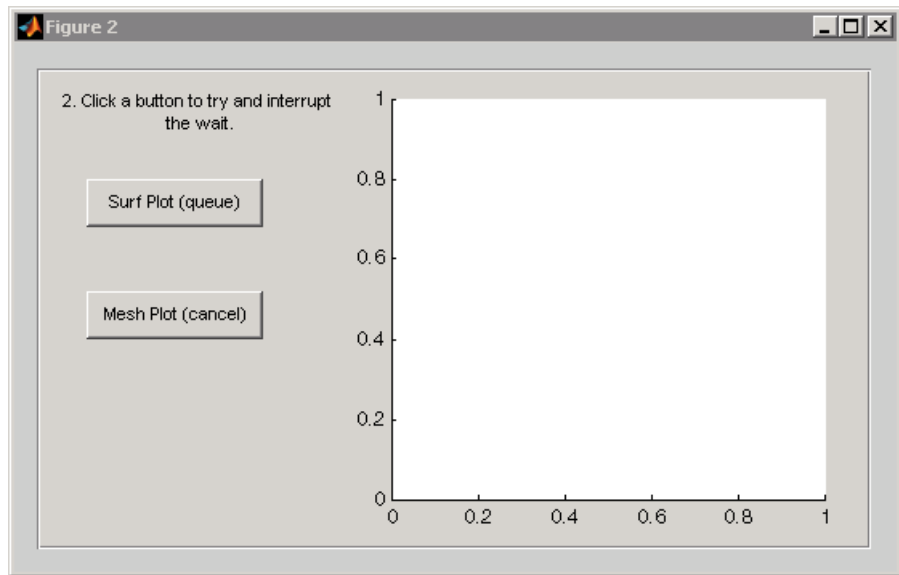 Figure 2
2. Click a button to try and interrupt
the wait.
Surf Plot (queue)
Mesh Plot (cancel)
1
0.8
0.6
0.4
0.2
0
0 0.2 0.4 0.6 0.8 1